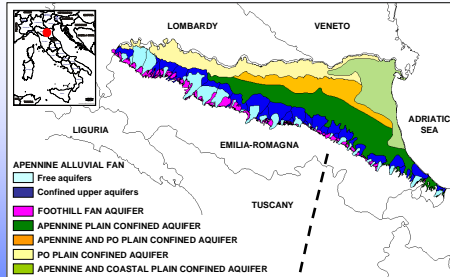 LOMBARDY VENETO
ADRIATIC
SEA
LIGURIA
EMILIA-ROMAGNA
TUSCANY
APENNINE ALLUVIAL FAN
Free aquifers
Confined upper aquifers
FOOTHILL FAN AQUIFER
APENNINE PLAIN CONFINED AQUIFER
APENNINE AND PO PLAIN CONFINED AQUIFER
PO PLAIN CONFINED AQUIFER
APENNINE AND COASTAL PLAIN CONFINED AQUIFER